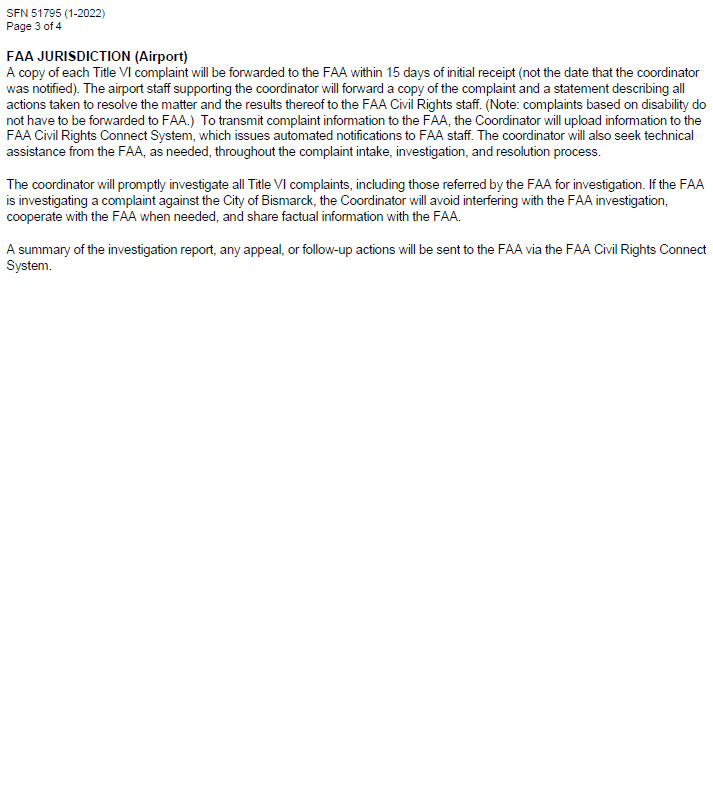 SFN 51795 (1-2022)
Page 3 of 4
FAA JURISDICTION (Airport)
A copy of each Title VI complaint will be forwarded to the FAA within 15 days of initial receipt (not the date that the coordinator
was notified). The airport staff supporting the coordinator will forward a copy of the complaint and a statement describing all
actions taken to resolve the matter and the results thereof to the FAA Civil Rights staff. (Note: complaints based on disability do
not have to be forwarded to FAA.)  To transmit complaint information to the FAA, the Coordinator will upload information to the
FAA Civil Rights Connect System, which issues automated notifications to FAA staff. The coordinator will also seek technical
assistance from the FAA, as needed, throughout the complaint intake, investigation, and resolution process.
The coordinator will promptly investigate all Title VI complaints, including those referred by the FAA for investigation. If the FAA
is investigating a complaint against the City of Bismarck, the Coordinator will avoid interfering with the FAA investigation,
cooperate with the FAA when needed, and share factual information with the FAA.
A summary of the investigation report, any appeal, or follow-up actions will be sent to the FAA via the FAA Civil Rights Connect
System.